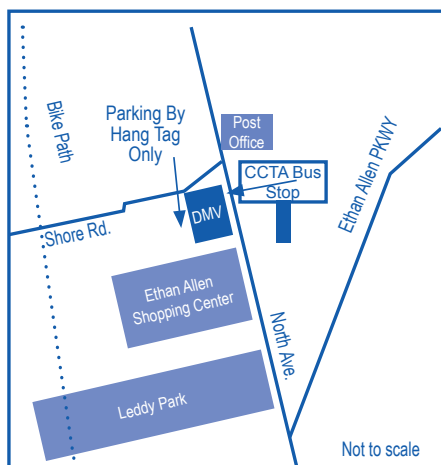 Post
Office
Parking By
Hang Tag
Only
Bike Path
CCTA Bus
Stop
Ethan Allen PKWY
DMV
Shore Rd.
Ethan Allen
Shopping Center
North Ave.
Leddy Park
Not to scale